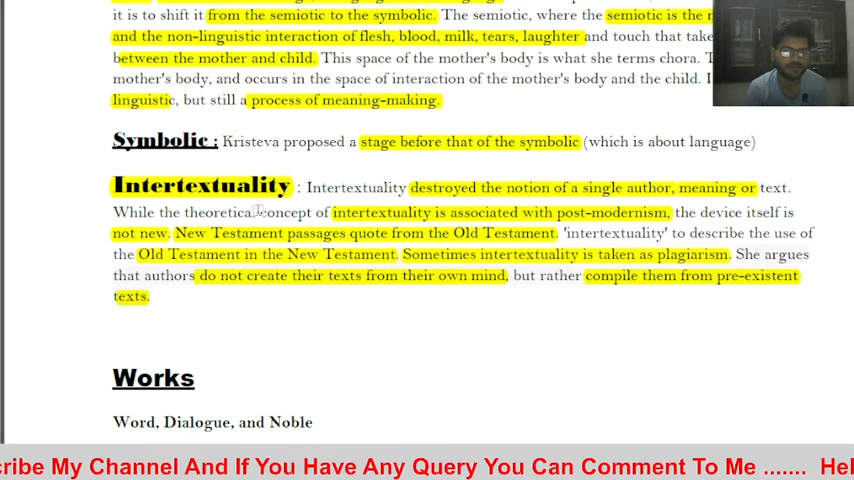 it is to shift it from the semiotic to the symbolic. The semiotic, where the semiotic is the
and the non-linguistic interaction of flesh, blood, milk, tears, laughter and touch that take
between the mother and child. This space of the mother's body is what she terms chora.
mother's body, and occurs in the space of interaction of the mother's body and the child.
linguistic, but still a process of meaning-making.
Symbolic : Kristeva proposed a stage before that of the symbolic (which is about language)
Intertextuality : Intertextuality destroyed the notion of a single author, meaning or text.
While the theoretical concept of intertextuality is associated with post-modernism, the device itself is
not new. New Testament passages quote from the Old Testament. 'intertextuality' to describe the use of
the Old Testament in the New Testament. Sometimes intertextuality is taken as plagiarism. She argues
that authors do not create their texts from their own mind, but rather compile them from pre-existent
texts.
Works
Word, Dialogue, and Noble
cribe My Channel And If You Have Any Query You Can Comment To Me ....... Hel